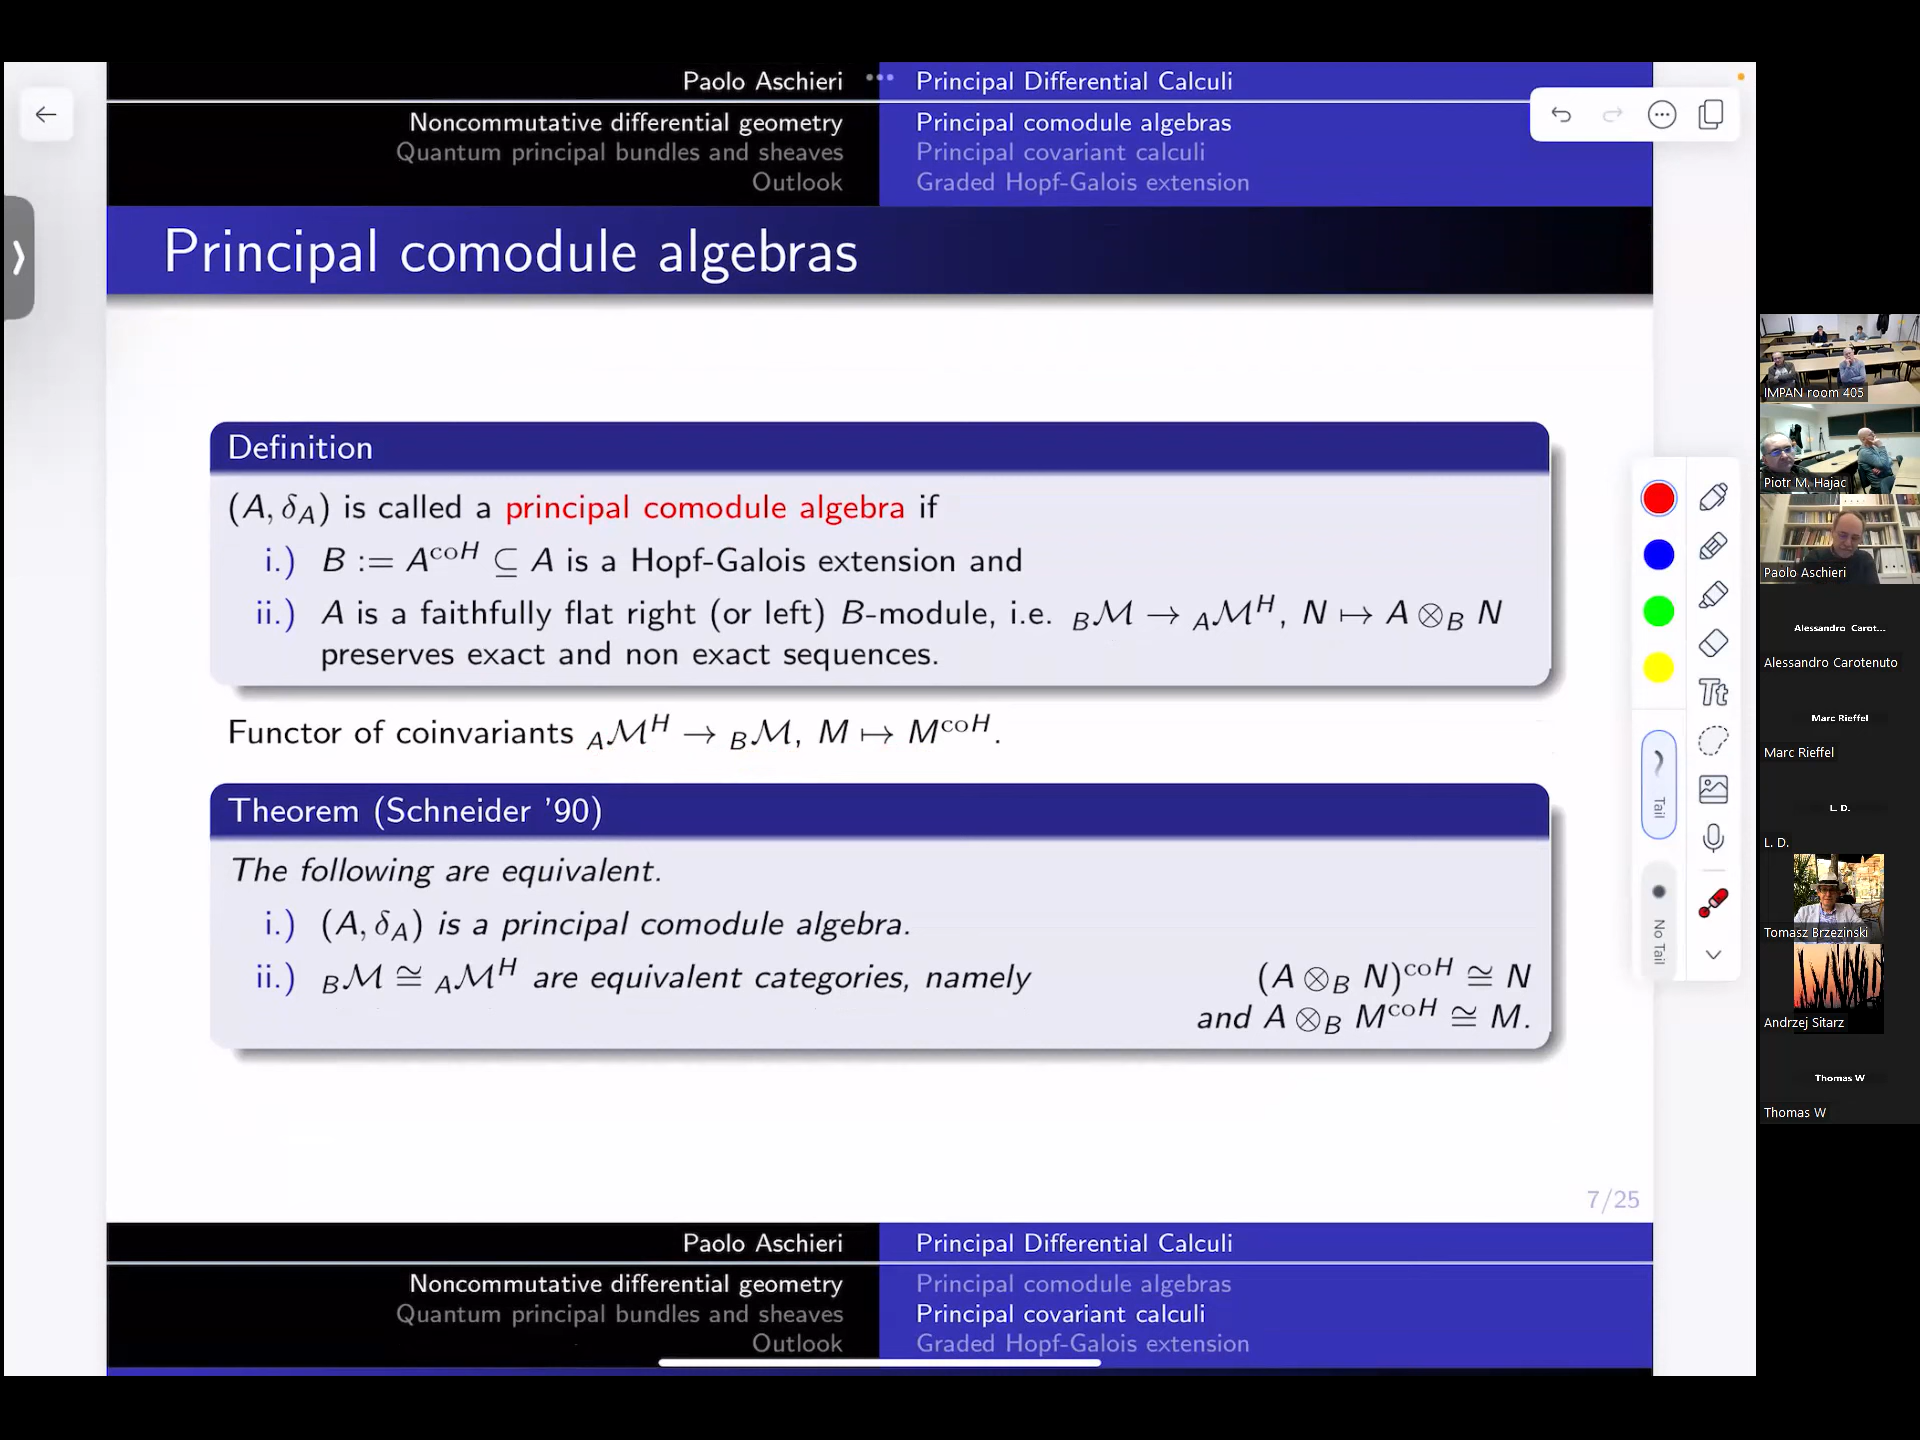 Paolo Aschieri
Principal Differential Calculi
Noncommutative differential geometry
Quantum principal bundles and sheaves
Outlook
Principal comodule algebras
Principal covariant calculi
Graded Hopf-Galois extension
Principal comodule algebras
Definition
(A, δ_A) is called a principal comodule algebra if
i.) B := A^{coH} ⊆ A is a Hopf-Galois extension and
ii.) A is a faithfully flat right (or left) B-module, i.e. _Bℳ → _Aℳ^H, N ↦ A ⊗_B N
preserves exact and non exact sequences.
Functor of coinvariants _Aℳ^H → _Bℳ, M ↦ M^{coH}.
Theorem (Schneider '90)
The following are equivalent.
i.) (A, δ_A) is a principal comodule algebra.
ii.) _Bℳ ≅ _Aℳ^H are equivalent categories, namely (A ⊗_B N)^{coH} ≅ N
and A ⊗_B M^{coH} ≅ M.
7/25
Paolo Aschieri
Principal Differential Calculi
Noncommutative differential geometry
Quantum principal bundles and sheaves
Outlook
Principal comodule algebras
Principal covariant calculi
Graded Hopf-Galois extension
Tt
Tail
No Tail
IMPAN room 405
Piotr M. Hajac
Paolo Aschieri
Alessandro Carot...
Alessandro Carotenuto
Marc Rieffel
Marc Rieffel
L. D.
L. D.
Tomasz Brzezinski
Andrzej Sitarz
Thomas W
Thomas W